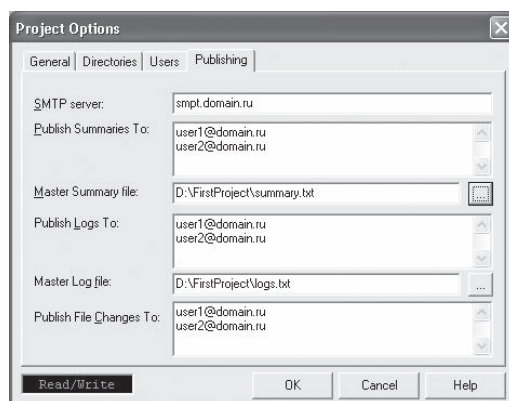 Project Options
General Directories Users Publishing
SMTP server: smpt.domain.ru
Publish Summaries To: user1@domain.ru
user2@domain.ru
Master Summary file: D:\FirstProject\summary.txt ...
Publish Logs To: user1@domain.ru
user2@domain.ru
Master Log file: D:\FirstProject\logs.txt ...
Publish File Changes To: user1@domain.ru
user2@domain.ru
Read/Write OK Cancel Help